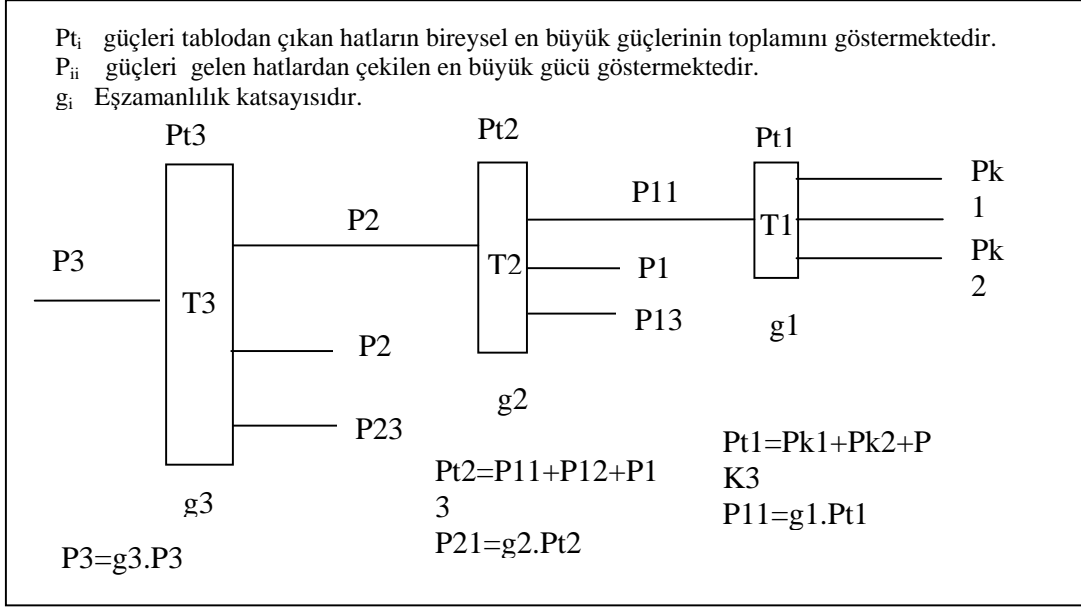 Pti güçleri tablodan çıkan hatların bireysel en büyük güçlerinin toplamını göstermektedir.
Pii güçleri gelen hatlardan çekilen en büyük gücü göstermektedir.
gi Eşzamanlılık katsayısıdır.
Pt3
Pt2
Pt1
P3
T3
P2
P2
P23
g3
P3=g3.P3
T2
P11
P1
P13
g2
Pt2=P11+P12+P1
3
P21=g2.Pt2
T1
Pk
1
Pk
2
g1
Pt1=Pk1+Pk2+P
K3
P11=g1.Pt1